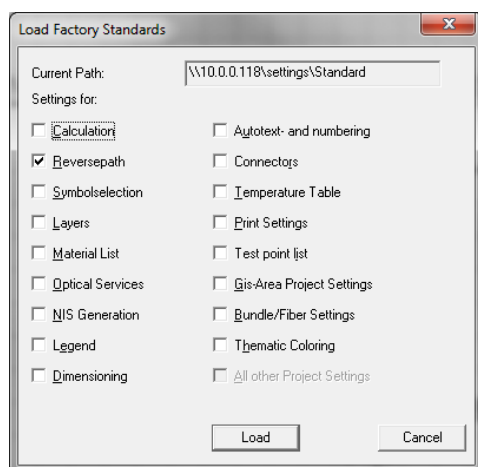 Load Factory Standards
Current Path: \\10.0.0.118\settings\Standard
Settings for:
Calculation
Reversepath
Symbolselection
Layers
Material List
Optical Services
NIS Generation
Legend
Dimensioning
Autotext- and numbering
Connectors
Temperature Table
Print Settings
Test point list
Gis-Area Project Settings
Bundle/Fiber Settings
Thematic Coloring
All other Project Settings
Load Cancel